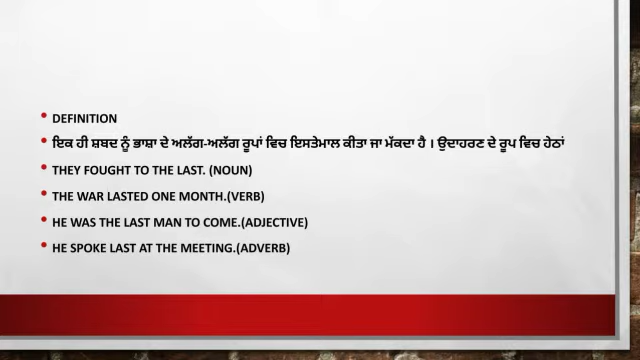 DEFINITION
ਇਕ ਹੀ ਸ਼ਬਦ ਨੂੰ ਭਾਸ਼ਾ ਦੇ ਅਲੱਗ-ਅਲੱਗ ਰੂਪਾਂ ਵਿਚ ਇਸਤੇਮਾਲ ਕੀਤਾ ਜਾ ਸੱਕਦਾ ਹੈ । ਉਦਾਹਰਣ ਦੇ ਰੂਪ ਵਿਚ ਹੇਠਾਂ
THEY FOUGHT TO THE LAST. (NOUN)
THE WAR LASTED ONE MONTH.(VERB)
HE WAS THE LAST MAN TO COME.(ADJECTIVE)
HE SPOKE LAST AT THE MEETING.(ADVERB)